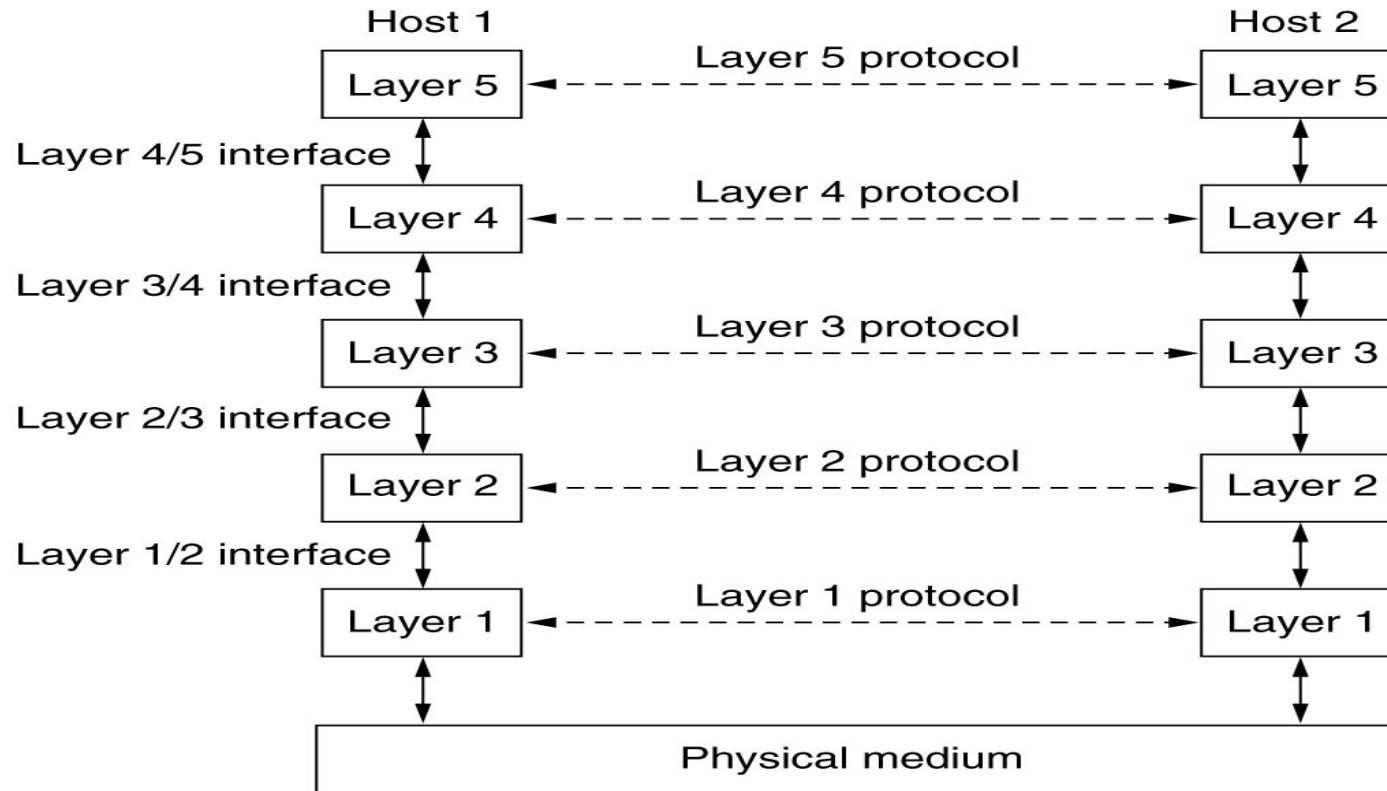 Host 1
Host 2
Layer 5
Layer 5 protocol
Layer 5
Layer 4/5 interface
Layer 4
Layer 4 protocol
Layer 4
Layer 3/4 interface
Layer 3
Layer 3 protocol
Layer 3
Layer 2/3 interface
Layer 2
Layer 2 protocol
Layer 2
Layer 1/2 interface
Layer 1
Layer 1 protocol
Layer 1
Physical medium